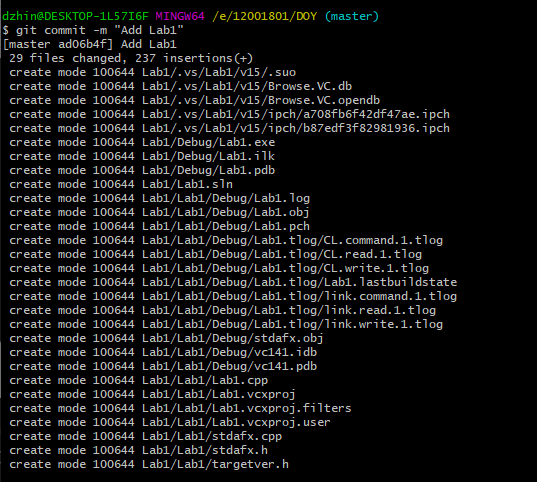 dzhin@DESKTOP-1L57I6F MINGW64 /e/12001801/DOY (master)
$ git commit -m "Add Lab1"
[master ad06b4f] Add Lab1
 29 files changed, 237 insertions(+)
 create mode 100644 Lab1/.vs/Lab1/v15/.suo
 create mode 100644 Lab1/.vs/Lab1/v15/Browse.VC.db
 create mode 100644 Lab1/.vs/Lab1/v15/Browse.VC.opendb
 create mode 100644 Lab1/.vs/Lab1/v15/ipch/a708fb6f42df47ae.ipch
 create mode 100644 Lab1/.vs/Lab1/v15/ipch/b87edf3f82981936.ipch
 create mode 100644 Lab1/Debug/Lab1.exe
 create mode 100644 Lab1/Debug/Lab1.ilk
 create mode 100644 Lab1/Debug/Lab1.pdb
 create mode 100644 Lab1/Lab1.sln
 create mode 100644 Lab1/Lab1/Debug/Lab1.log
 create mode 100644 Lab1/Lab1/Debug/Lab1.obj
 create mode 100644 Lab1/Lab1/Debug/Lab1.pch
 create mode 100644 Lab1/Lab1/Debug/Lab1.tlog/CL.command.1.tlog
 create mode 100644 Lab1/Lab1/Debug/Lab1.tlog/CL.read.1.tlog
 create mode 100644 Lab1/Lab1/Debug/Lab1.tlog/CL.write.1.tlog
 create mode 100644 Lab1/Lab1/Debug/Lab1.tlog/Lab1.lastbuildstate
 create mode 100644 Lab1/Lab1/Debug/Lab1.tlog/link.command.1.tlog
 create mode 100644 Lab1/Lab1/Debug/Lab1.tlog/link.read.1.tlog
 create mode 100644 Lab1/Lab1/Debug/Lab1.tlog/link.write.1.tlog
 create mode 100644 Lab1/Lab1/Debug/stdafx.obj
 create mode 100644 Lab1/Lab1/Debug/vc141.idb
 create mode 100644 Lab1/Lab1/Debug/vc141.pdb
 create mode 100644 Lab1/Lab1/Lab1.cpp
 create mode 100644 Lab1/Lab1/Lab1.vcxproj
 create mode 100644 Lab1/Lab1/Lab1.vcxproj.filters
 create mode 100644 Lab1/Lab1/Lab1.vcxproj.user
 create mode 100644 Lab1/Lab1/stdafx.cpp
 create mode 100644 Lab1/Lab1/stdafx.h
 create mode 100644 Lab1/Lab1/targetver.h